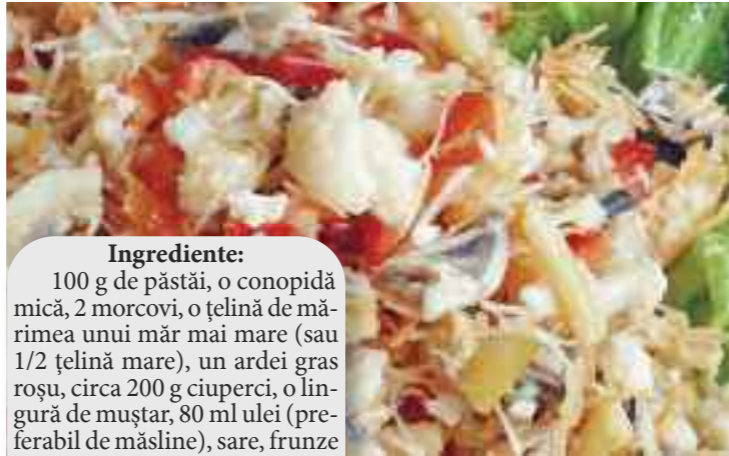 Ingrediente:
100 g de păstăi, o conopidă
mică, 2 morcovi, o țelină de mă-
rimea unui măr mai mare (sau
1/2 țelină mare), un ardei gras
roșu, circa 200 g ciuperci, o lin-
gură de muștar, 80 ml ulei (pre-
ferabil de măsline), sare, frunze